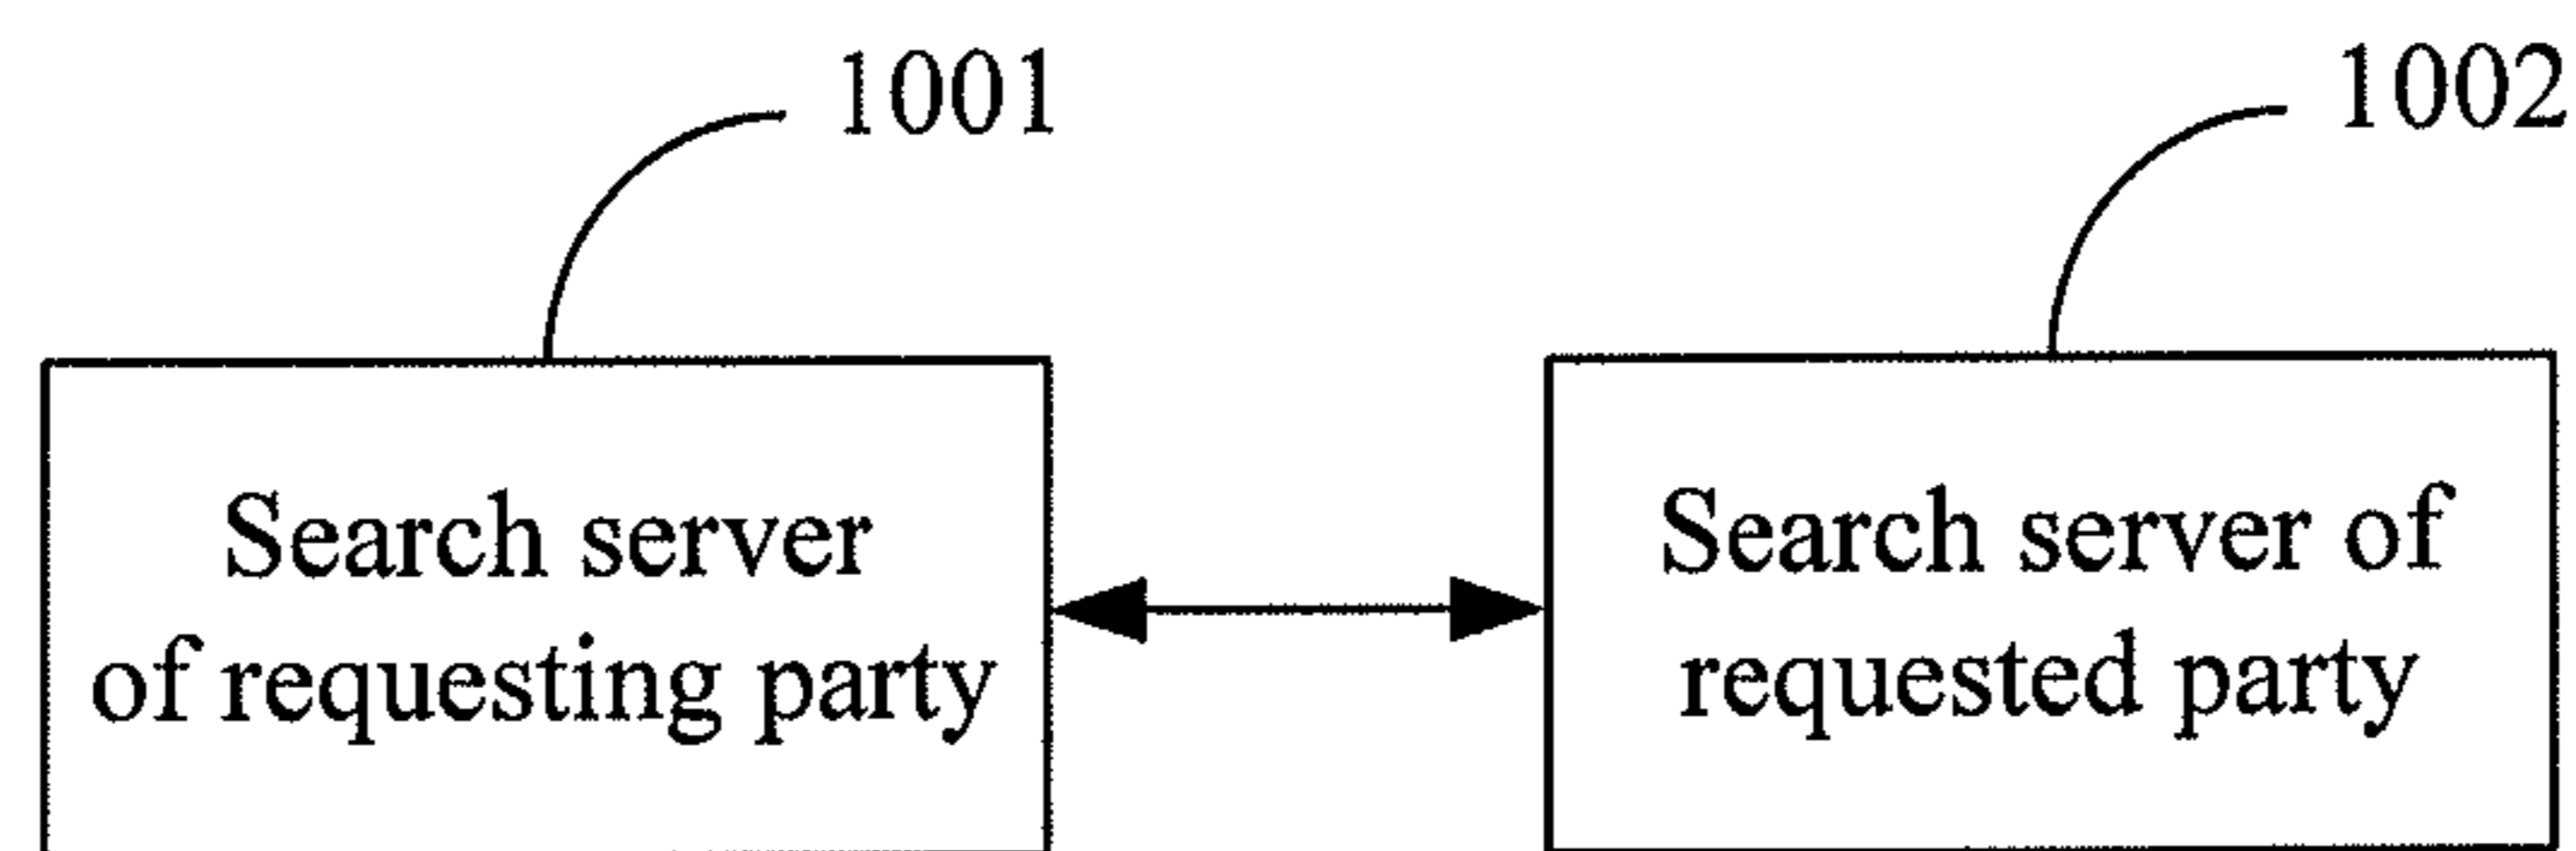 1001
1002
Search server
of requesting party
Search server of
requested party